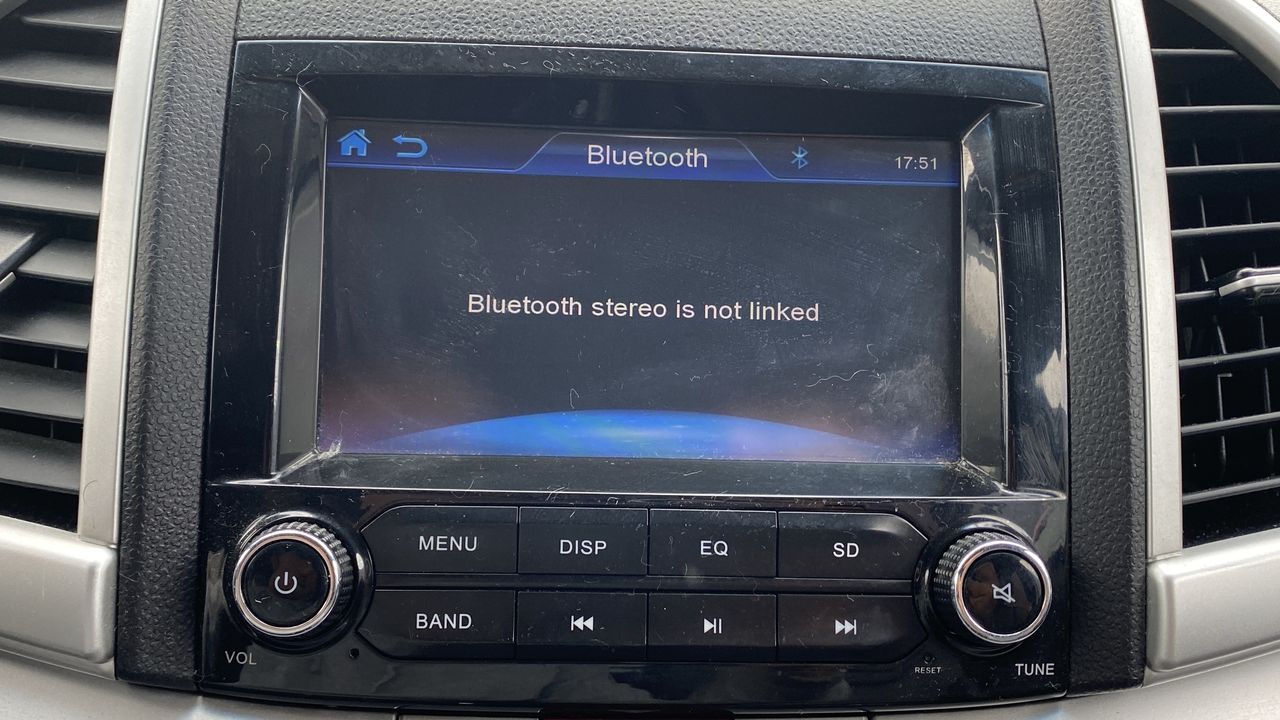 Bluetooth
17:51
Bluetooth stereo is not linked
MENU
DISP
EQ
SD
BAND
VOL
RESET
TUNE